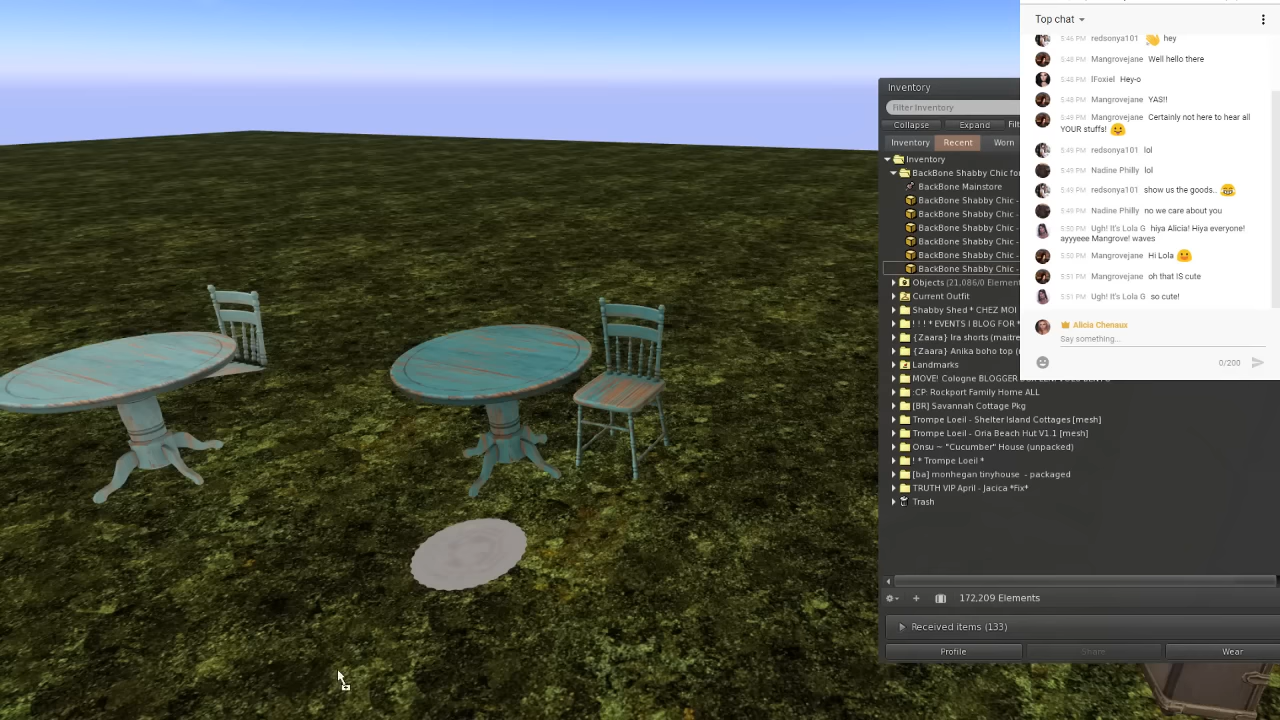 Top chat
5:46 PM redsonya101 hey
5:48 PM Mangrovejane Well hello there
5:48 PM lFoxiel Hey-o
5:48 PM Mangrovejane YAS!!
5:49 PM Mangrovejane Certainly not here to hear all
YOUR stuffs!
5:49 PM redsonya101 lol
5:49 PM Nadine Philly lol
5:49 PM redsonya101 show us the goods..
5:49 PM Nadine Philly no we care about you
5:50 PM Ugh! It's Lola G hiya Alicia! Hiya everyone!
ayyyeee Mangrove! waves
5:50 PM Mangrovejane Hi Lola
5:51 PM Mangrovejane oh that IS cute
5:51 PM Ugh! It's Lola G so cute!
Alicia Chenaux
Say something...
0/200
Inventory
Filter Inventory
Collapse Expand Filt
Inventory Recent Worn
Inventory
BackBone Shabby Chic for
BackBone Mainstore
BackBone Shabby Chic -
BackBone Shabby Chic -
BackBone Shabby Chic -
BackBone Shabby Chic -
BackBone Shabby Chic -
BackBone Shabby Chic -
Objects (21,086/0 Element
Current Outfit
Shabby Shed * CHEZ MOI
! ! ! * EVENTS I BLOG FOR *
{Zaara} Ira shorts (maitre
{Zaara} Anika boho top (
Landmarks
MOVE! Cologne BLOGGER
:CP: Rockport Family Home ALL
[BR] Savannah Cottage Pkg
Trompe Loeil - Shelter Island Cottages [mesh]
Trompe Loeil - Oria Beach Hut V1.1 [mesh]
Onsu ~ "Cucumber" House (unpacked)
! * Trompe Loeil *
[ba] monhegan tinyhouse - packaged
TRUTH VIP April - Jacica *Fix*
Trash
172,209 Elements
Received items (133)
Profile Share Wear